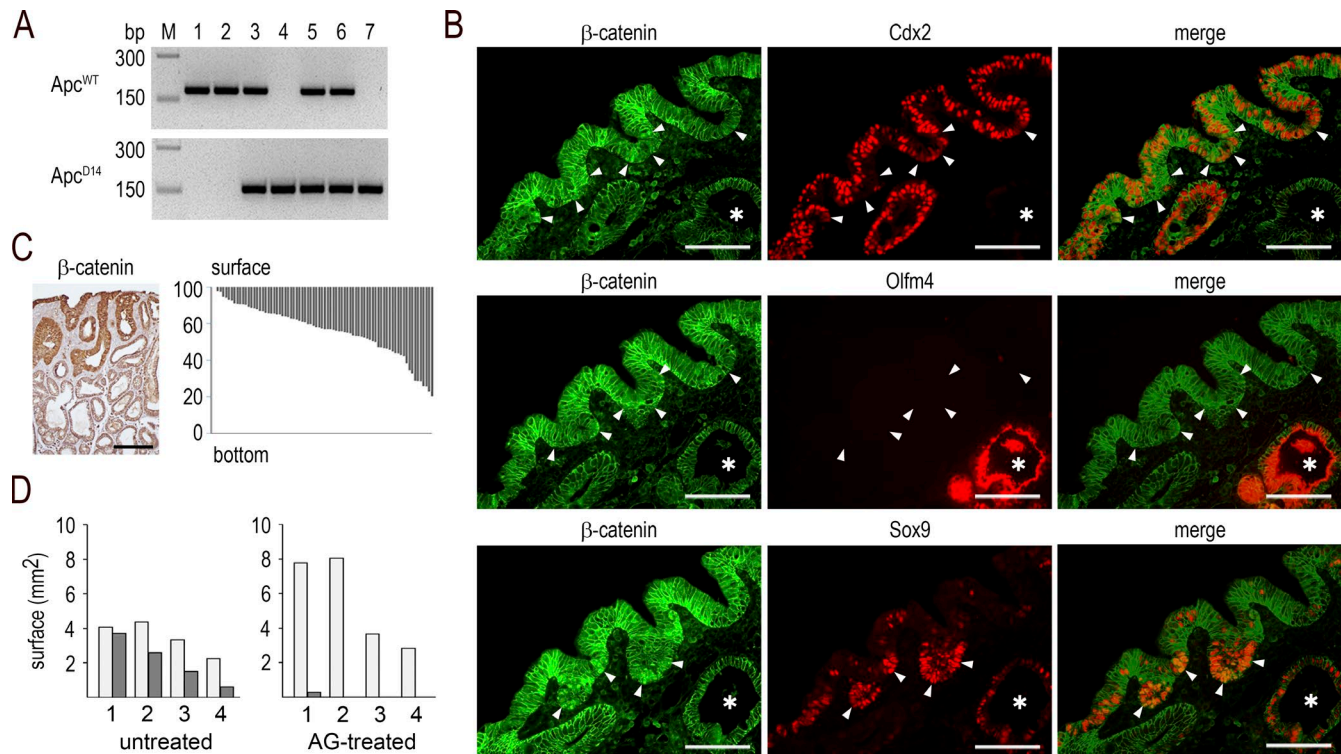 A
bp M 1 2 3 4 5 6 7
300
Apc^WT
150
300
Apc^D14
150
B
β-catenin Cdx2 merge
*
*
*
β-catenin Olfm4 merge
*
*
*
β-catenin Sox9 merge
*
*
*
C
β-catenin
surface
100
80
60
40
20
0
bottom
D
surface (mm²)
10
8
6
4
2
1 2 3 4
untreated
10
8
6
4
2
1 2 3 4
AG-treated